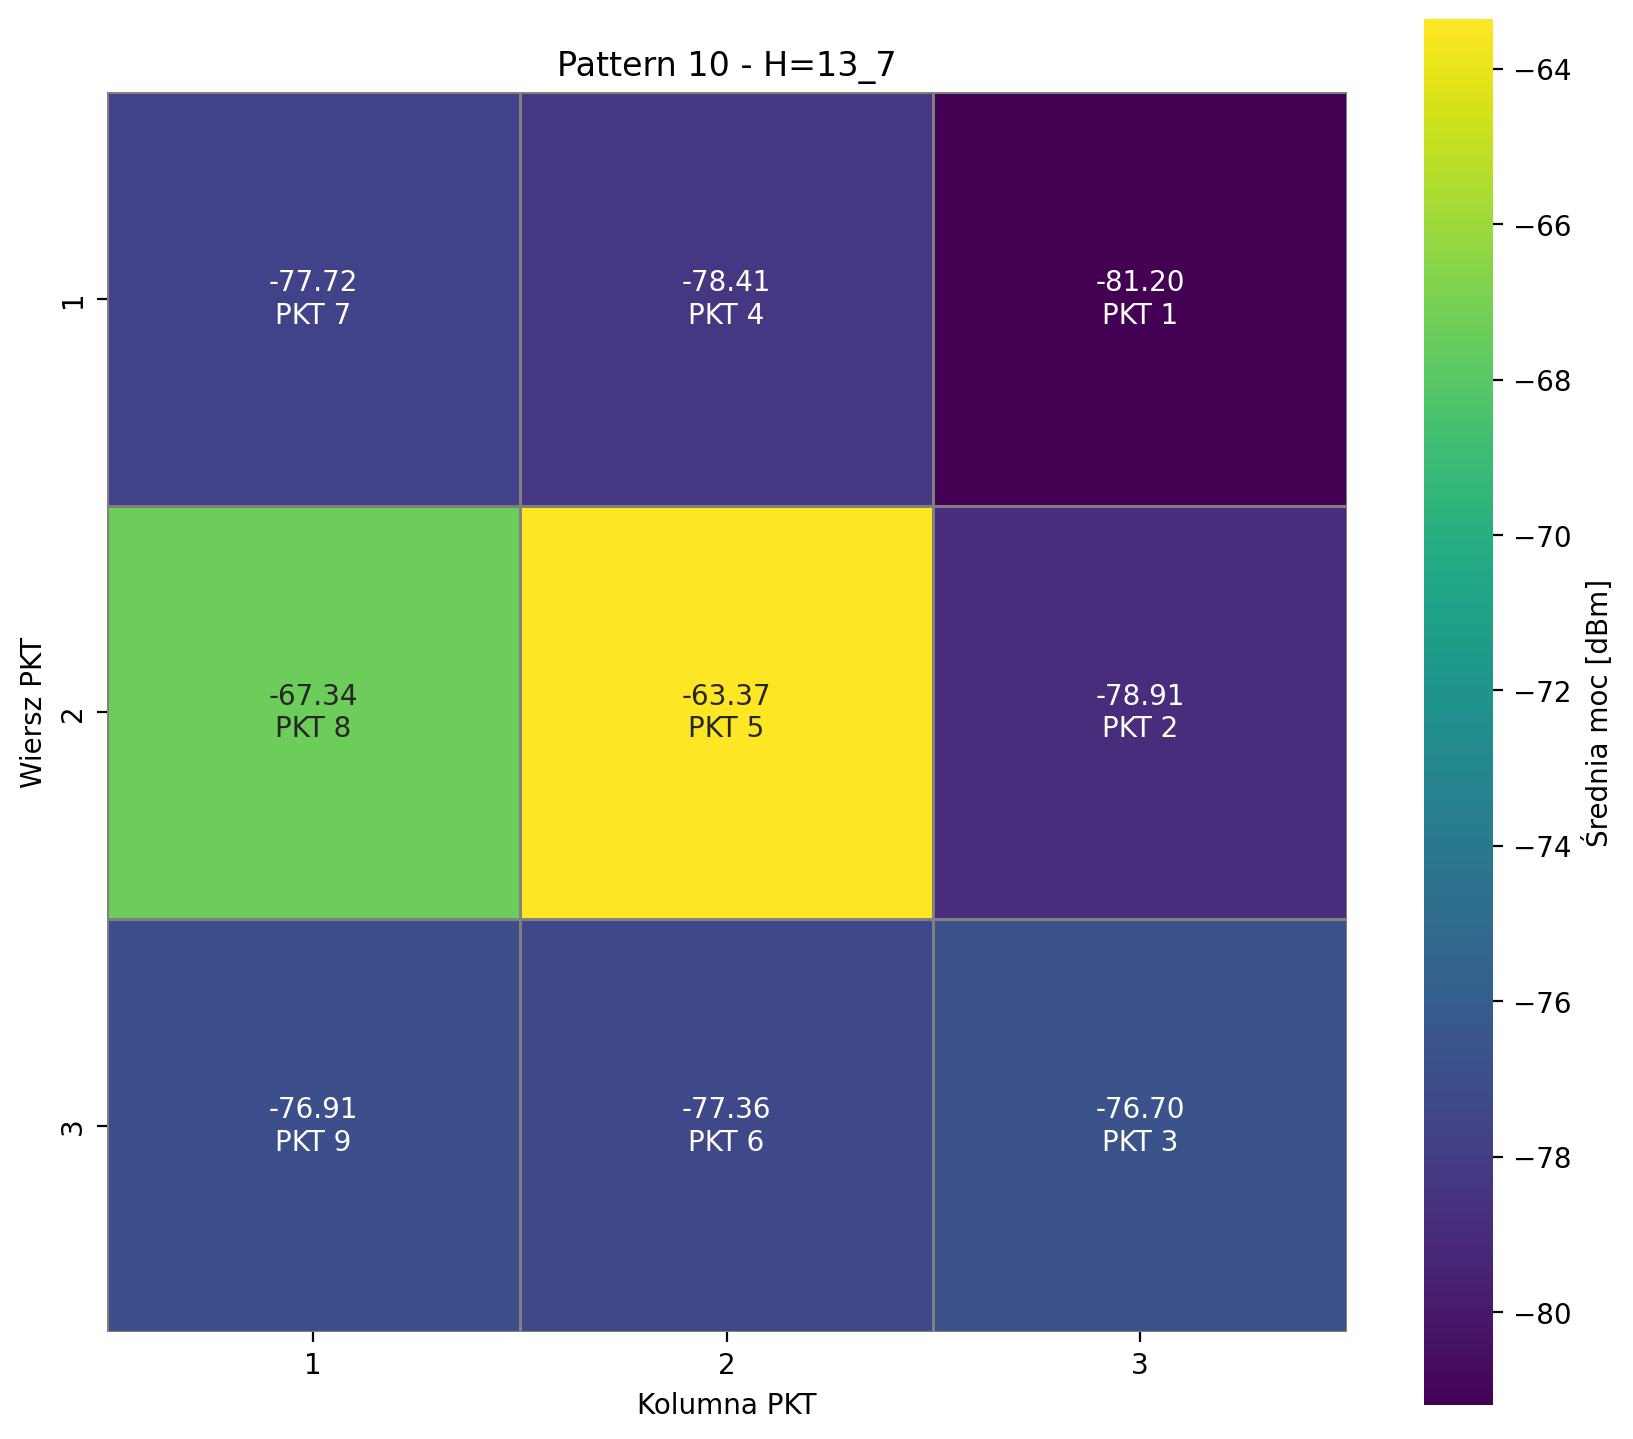 Pattern 10 - H=13_7
-77.72
PKT 7
-78.41
PKT 4
-81.20
PKT 1
-67.34
PKT 8
-63.37
PKT 5
-78.91
PKT 2
-76.91
PKT 9
-77.36
PKT 6
-76.70
PKT 3
1
2
3
Wiersz PKT
1
2
3
Kolumna PKT
−64
−66
−68
−70
−72
−74
−76
−78
−80
Średnia moc [dBm]